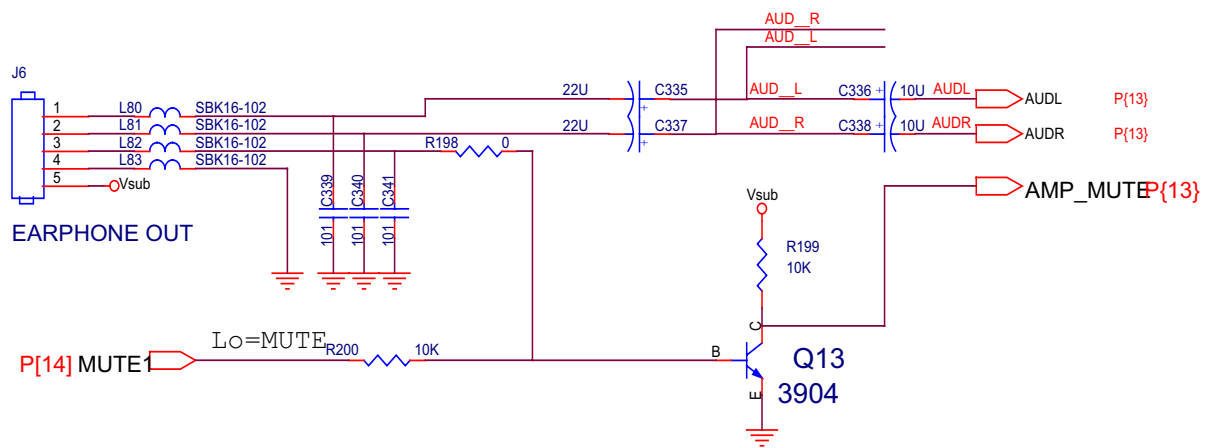 AUD__R
AUD__L
J6
1 L80 SBK16-102 22U C335 AUD__L C336 + 10U AUDL AUDL P{13}
+
2 L81 SBK16-102 22U C337 AUD__R C338 + 10U AUDR AUDR P{13}
+
3 L82 SBK16-102 R198 0
4 L83 SBK16-102
5 Vsub
C339 C340 C341
101 101 101
Vsub
AMP_MUTE P{13}
EARPHONE OUT
R199
10K
C
Lo=MUTE
P[14] MUTE1 R200 10K B Q13
3904
E